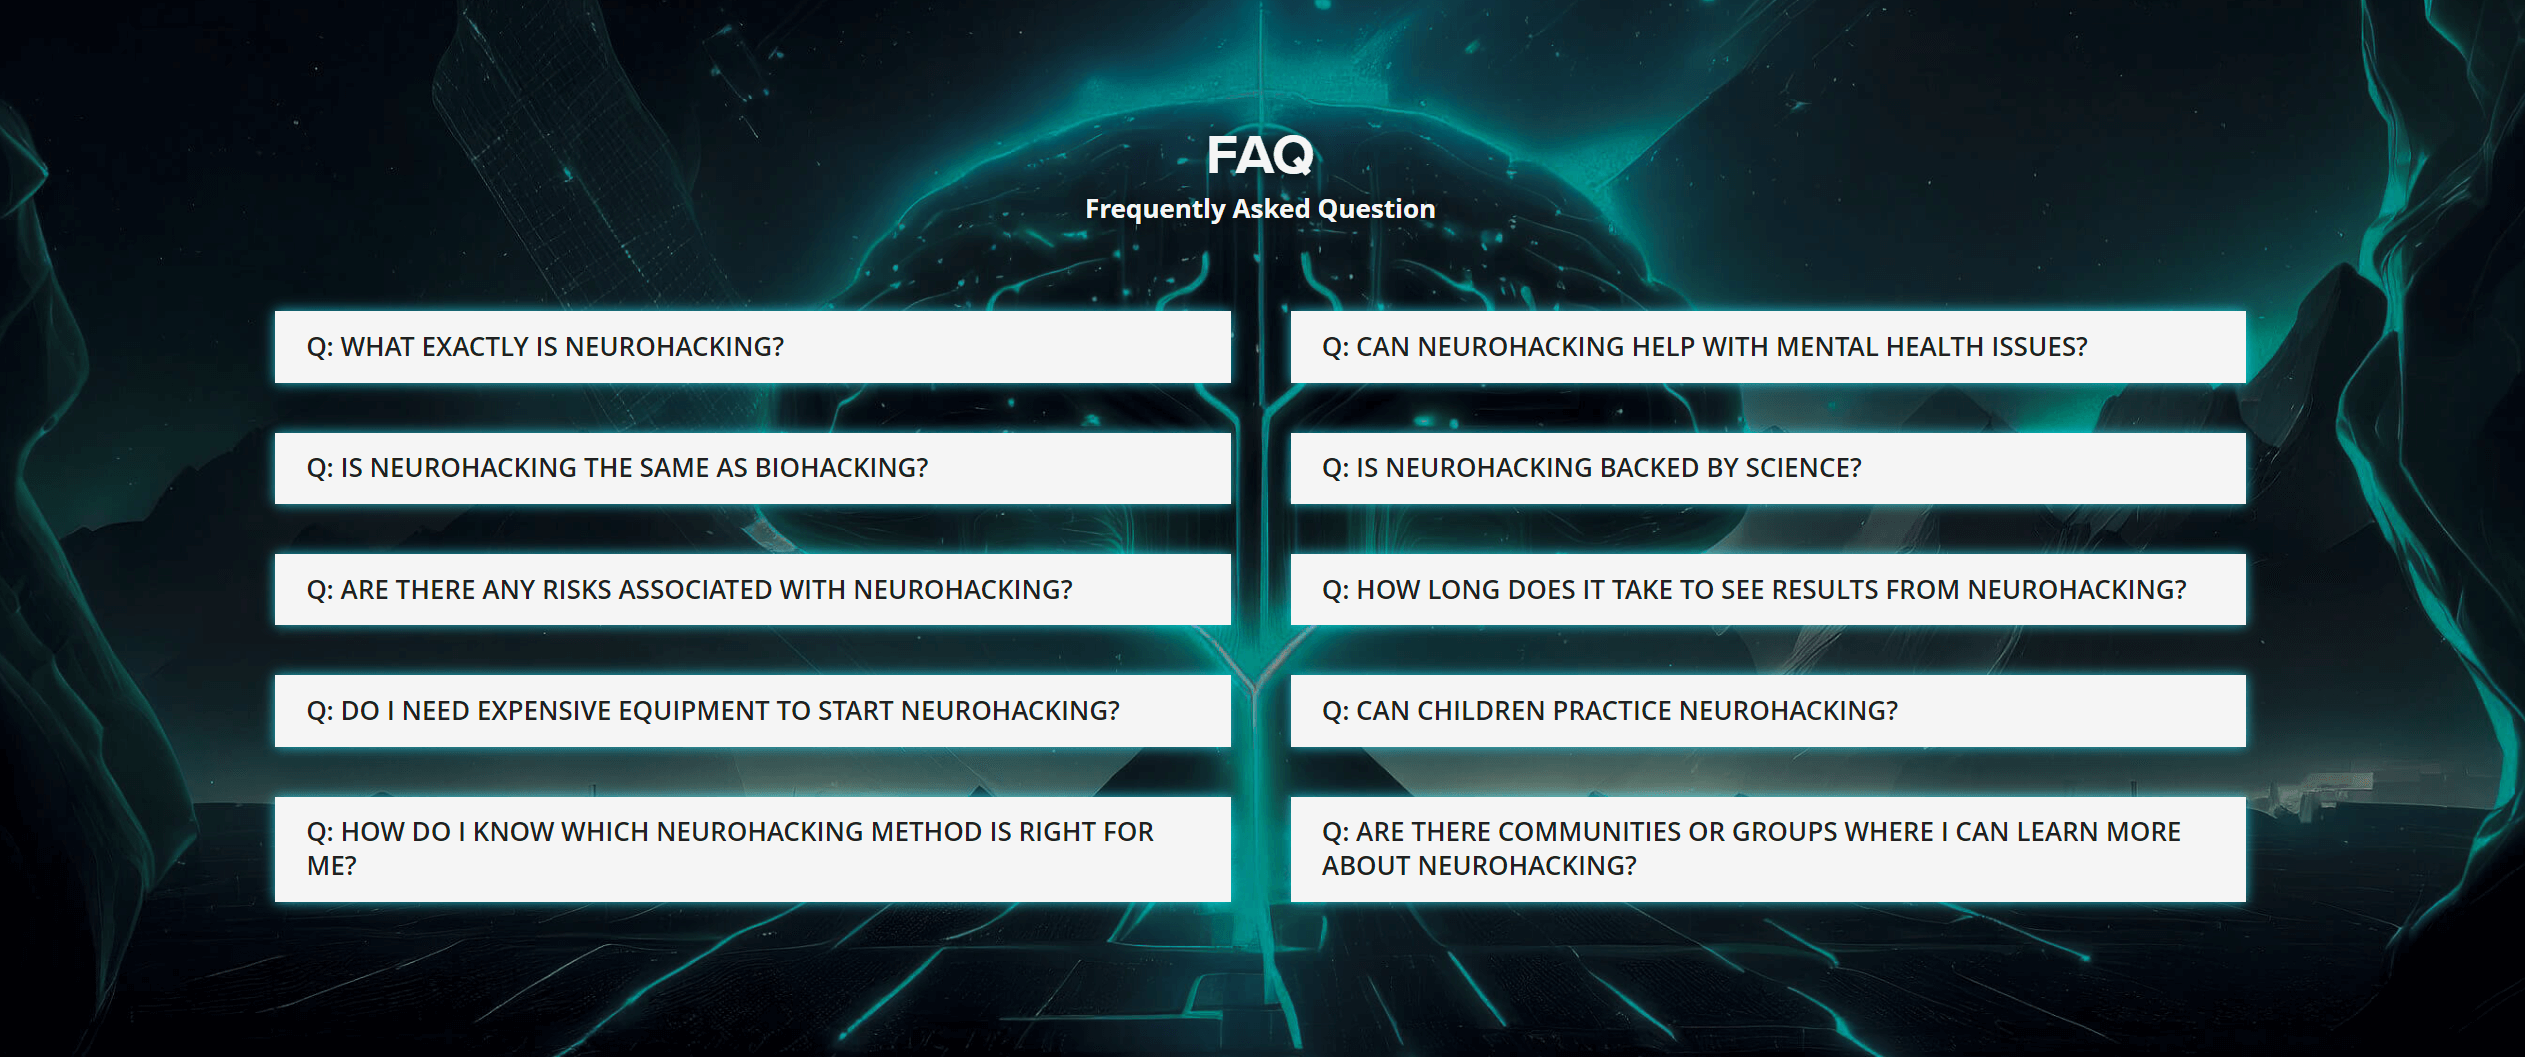 FAQ
Frequently Asked Question
Q: WHAT EXACTLY IS NEUROHACKING?
Q: CAN NEUROHACKING HELP WITH MENTAL HEALTH ISSUES?
Q: IS NEUROHACKING THE SAME AS BIOHACKING?
Q: IS NEUROHACKING BACKED BY SCIENCE?
Q: ARE THERE ANY RISKS ASSOCIATED WITH NEUROHACKING?
Q: HOW LONG DOES IT TAKE TO SEE RESULTS FROM NEUROHACKING?
Q: DO I NEED EXPENSIVE EQUIPMENT TO START NEUROHACKING?
Q: CAN CHILDREN PRACTICE NEUROHACKING?
Q: HOW DO I KNOW WHICH NEUROHACKING METHOD IS RIGHT FOR
ME?
Q: ARE THERE COMMUNITIES OR GROUPS WHERE I CAN LEARN MORE
ABOUT NEUROHACKING?